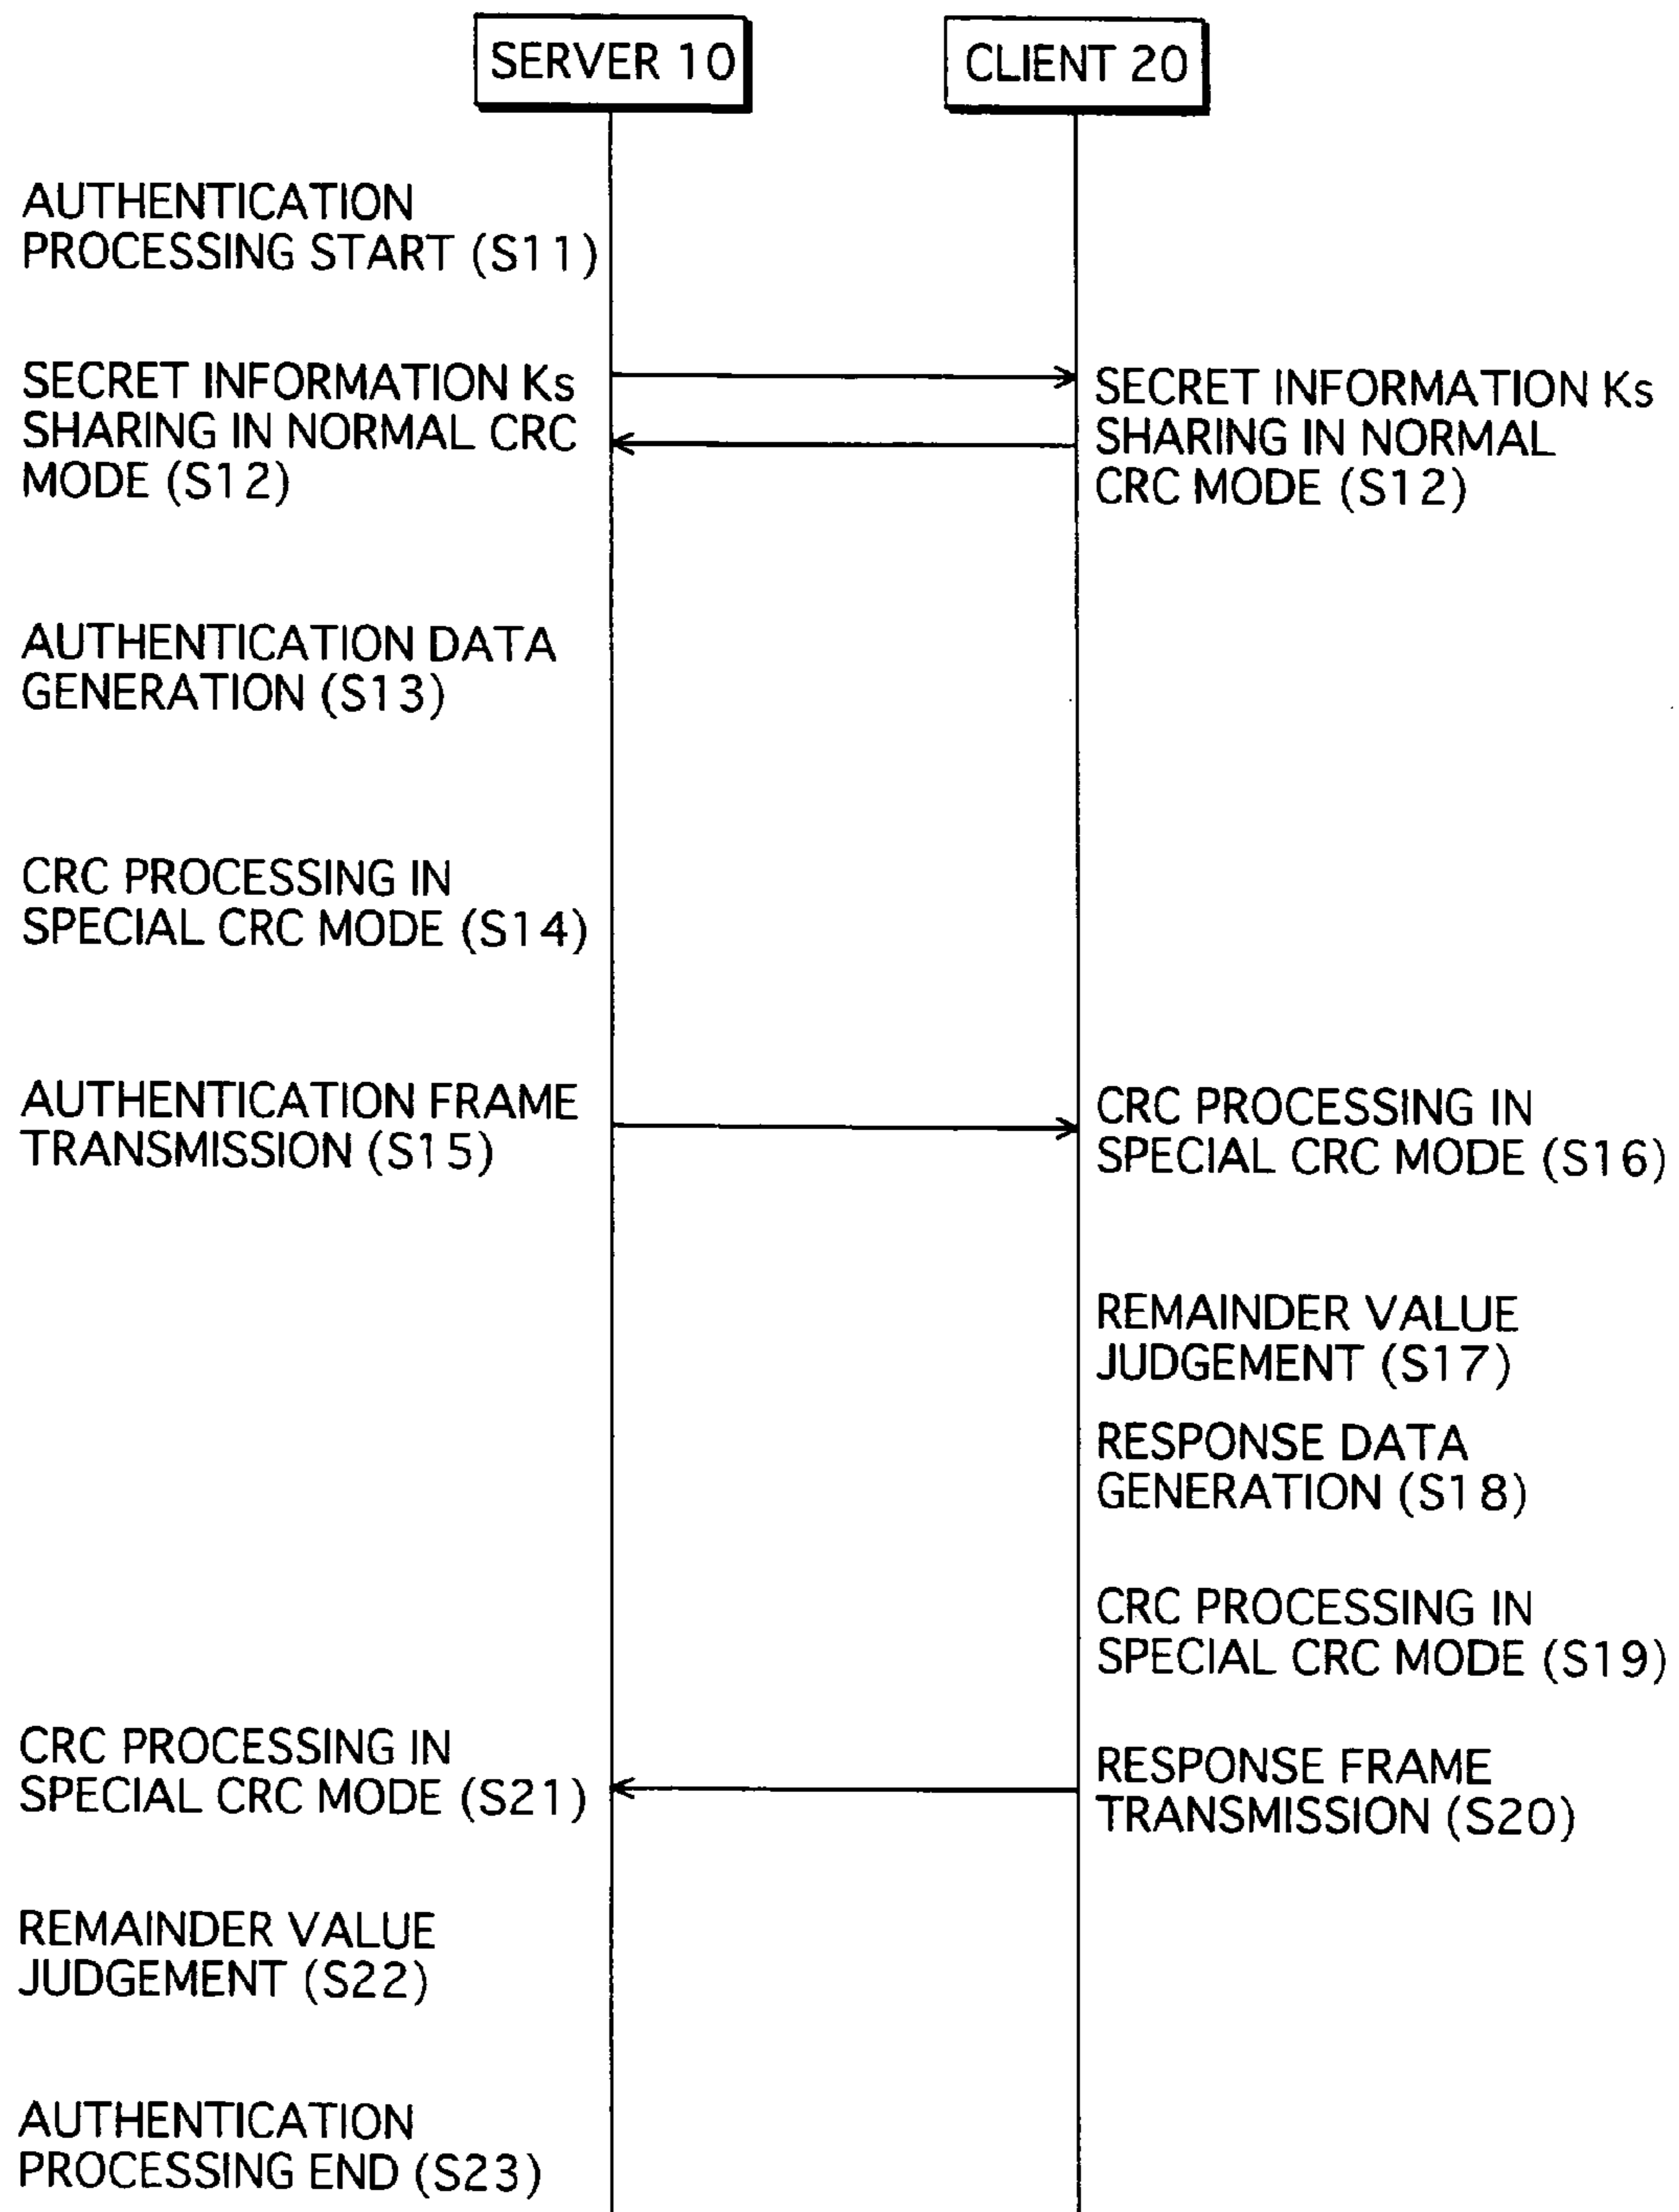 SERVER 10
CLIENT 20
AUTHENTICATION
PROCESSING START (S11)
SECRET INFORMATION Ks
SHARING IN NORMAL CRC
MODE (S12)
SECRET INFORMATION Ks
SHARING IN NORMAL
CRC MODE (S12)
AUTHENTICATION DATA
GENERATION (S13)
CRC PROCESSING IN
SPECIAL CRC MODE (S14)
AUTHENTICATION FRAME
TRANSMISSION (S15)
CRC PROCESSING IN
SPECIAL CRC MODE (S16)
REMAINDER VALUE
JUDGEMENT (S17)
RESPONSE DATA
GENERATION (S18)
CRC PROCESSING IN
SPECIAL CRC MODE (S19)
CRC PROCESSING IN
SPECIAL CRC MODE (S21)
RESPONSE FRAME
TRANSMISSION (S20)
REMAINDER VALUE
JUDGEMENT (S22)
AUTHENTICATION
PROCESSING END (S23)